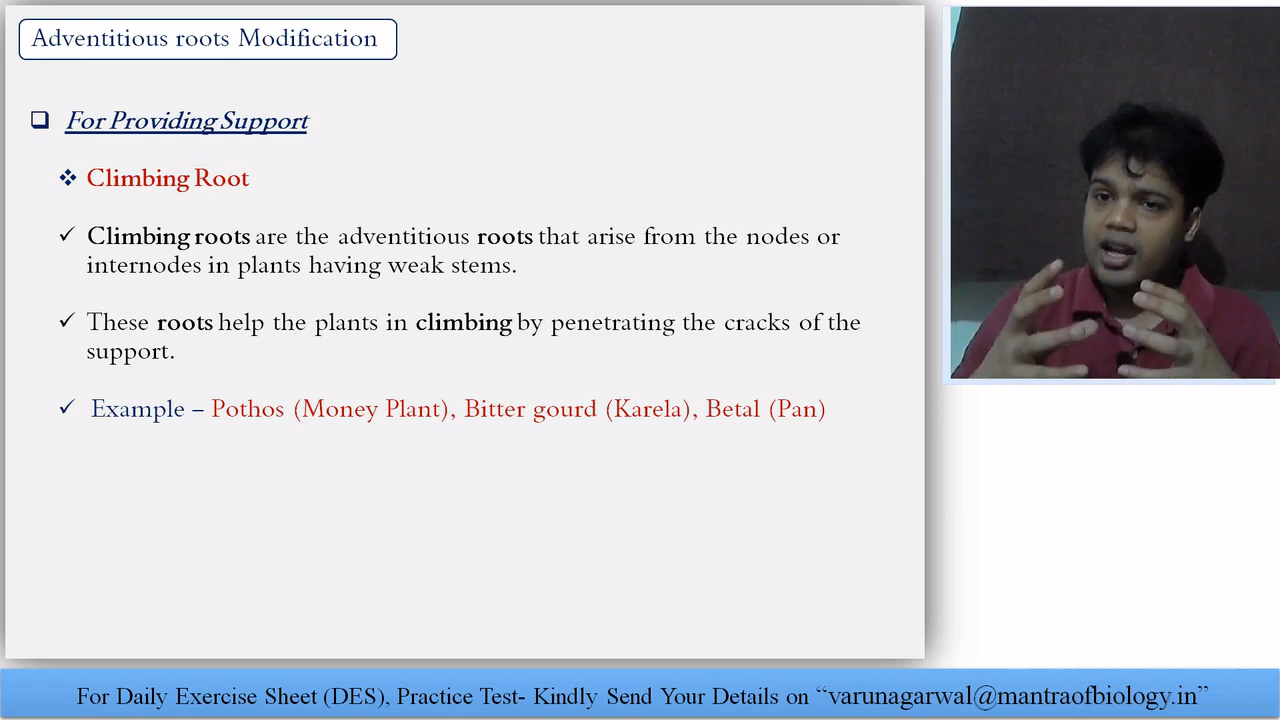 Adventitious roots Modification
For Providing Support
Climbing Root
Climbing roots are the adventitious roots that arise from the nodes or
internodes in plants having weak stems.
These roots help the plants in climbing by penetrating the cracks of the
support.
Example – Pothos (Money Plant), Bitter gourd (Karela), Betal (Pan)
For Daily Exercise Sheet (DES), Practice Test- Kindly Send Your Details on “varunagarwal@mantraofbiology.in”